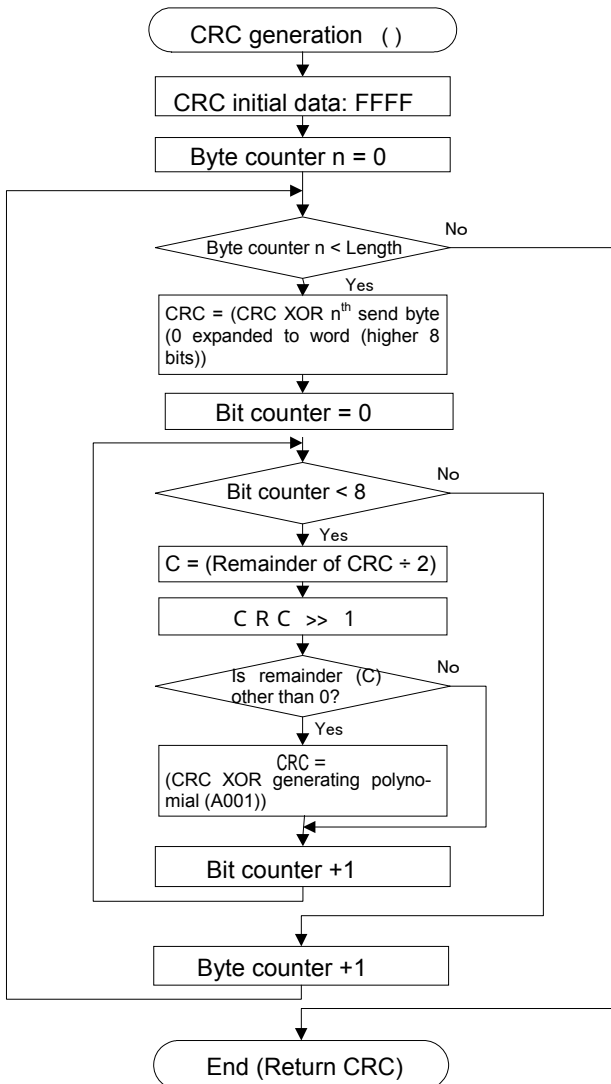 CRC generation ( )
CRC initial data: FFFF
Byte counter n = 0
Byte counter n < Length
No
Yes
CRC = (CRC XOR nth send byte
(0 expanded to word (higher 8
bits))
Bit counter = 0
Bit counter < 8
No
Yes
C = (Remainder of CRC ÷ 2)
C R C >> 1
Is remainder (C)
other than 0?
No
Yes
CRC =
(CRC XOR generating polyno-
mial (A001))
Bit counter +1
Byte counter +1
End (Return CRC)